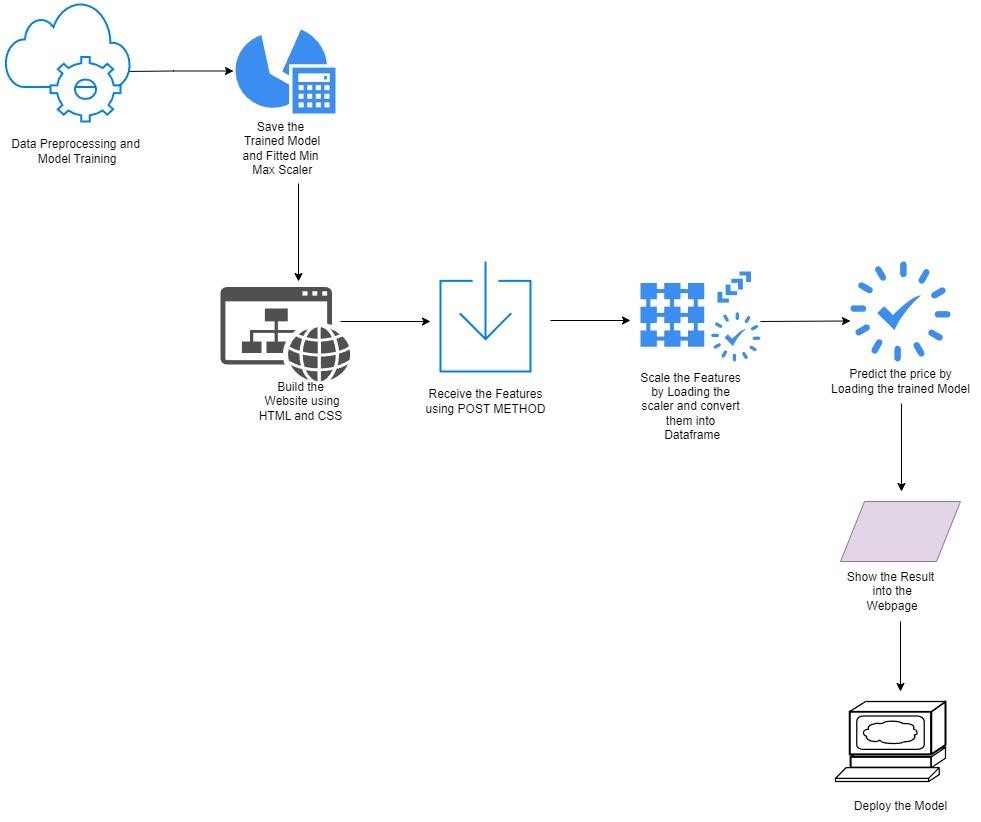 Data Preprocessing and
Model Training
Save the
Trained Model
and Fitted Min
Max Scaler
Build the
Website using
HTML and CSS
Receive the Features
using POST METHOD
Scale the Features
by Loading the
scaler and convert
them into
Dataframe
Predict the price by
Loading the trained Model
Show the Result
into the
Webpage
Deploy the Model